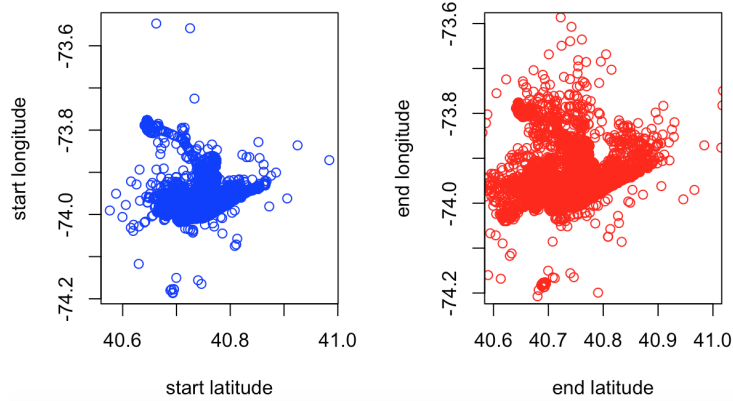 start longitude
-73.6
-73.8
-74.0
-74.2
40.6 40.8 41.0
start latitude
end longitude
-73.6
-73.8
-74.0
-74.2
40.6 40.7 40.8 40.9 41.0
end latitude